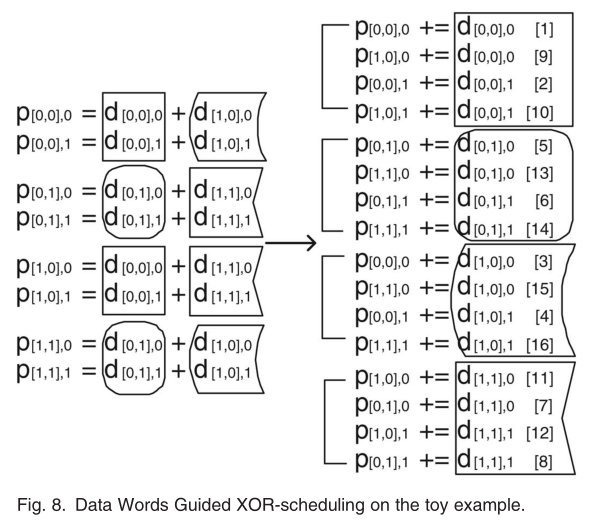 p[0,0],0 = d[0,0],0 + d[1,0],0
p[0,0],1 = d[0,0],1 + d[1,0],1
p[0,1],0 = d[0,1],0 + d[1,1],0
p[0,1],1 = d[0,1],1 + d[1,1],1
p[1,0],0 = d[0,0],0 + d[1,1],0
p[1,0],1 = d[0,0],1 + d[1,1],1
p[1,1],0 = d[0,1],0 + d[1,0],0
p[1,1],1 = d[0,1],1 + d[1,0],1
p[0,0],0 += d[0,0],0 [1]
p[1,0],0 += d[0,0],0 [9]
p[0,0],1 += d[0,0],1 [2]
p[1,0],1 += d[0,0],1 [10]
p[0,1],0 += d[0,1],0 [5]
p[1,1],0 += d[0,1],0 [13]
p[0,1],1 += d[0,1],1 [6]
p[1,1],1 += d[0,1],1 [14]
p[0,0],0 += d[1,0],0 [3]
p[1,1],0 += d[1,0],0 [15]
p[0,0],1 += d[1,0],1 [4]
p[1,1],1 += d[1,0],1 [16]
p[1,0],0 += d[1,1],0 [11]
p[0,1],0 += d[1,1],0 [7]
p[1,0],1 += d[1,1],1 [12]
p[0,1],1 += d[1,1],1 [8]
Fig. 8. Data Words Guided XOR-scheduling on the toy example.